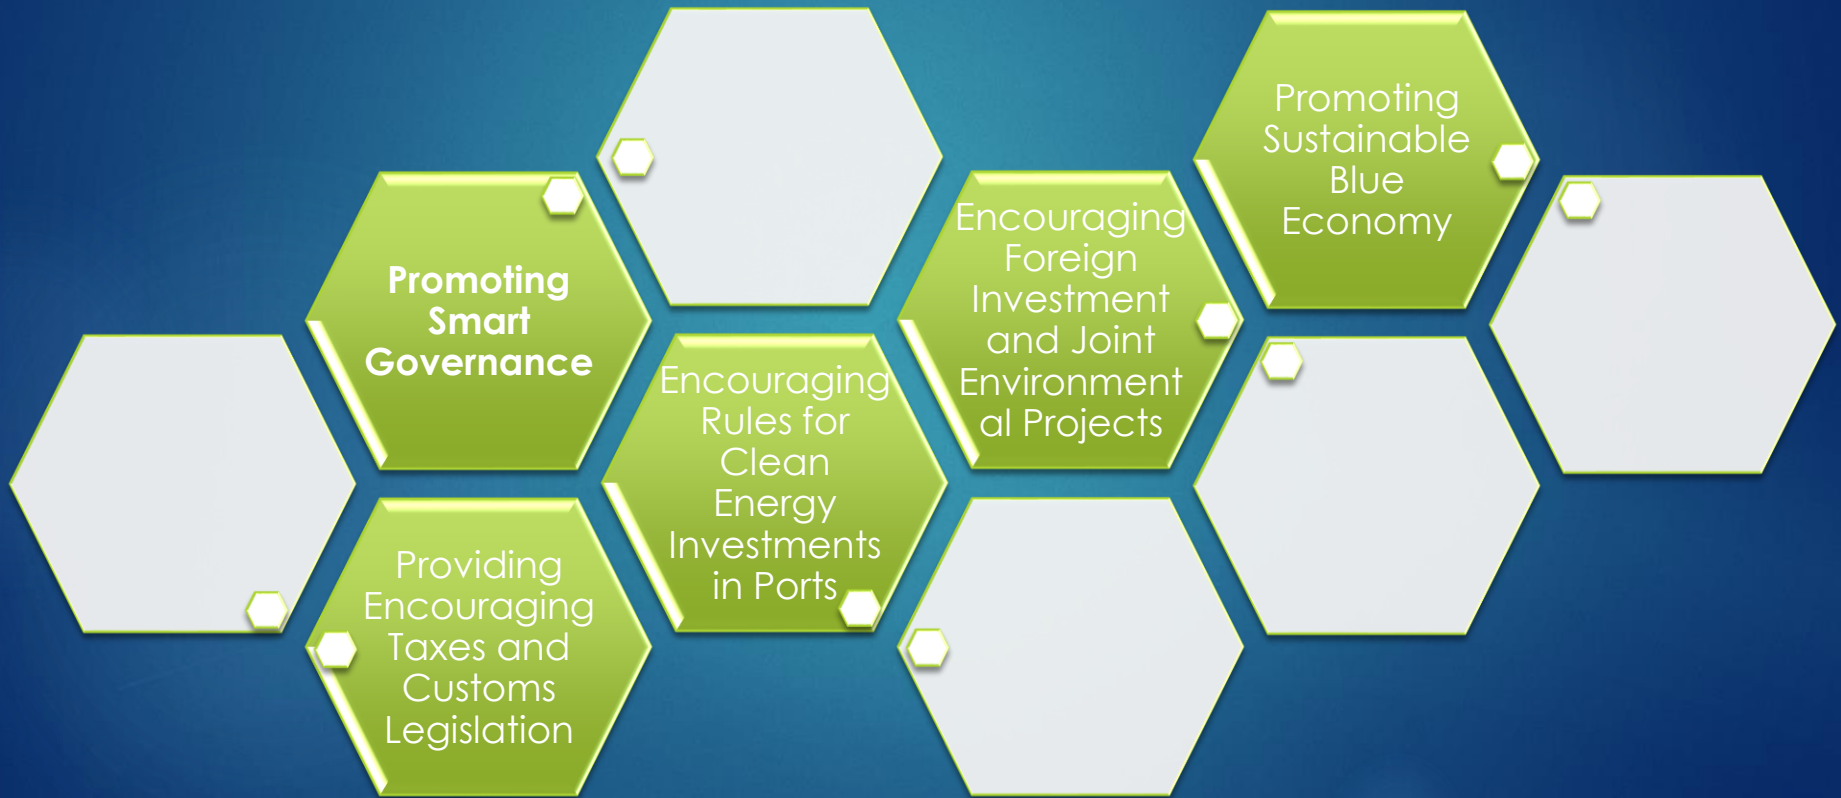 Promoting
Smart
Governance
Providing
Encouraging
Taxes and
Customs
Legislation
Encouraging
Rules for
Clean
Energy
Investments
in Ports
Encouraging
Foreign
Investment
and Joint
Environment
al Projects
Promoting
Sustainable
Blue
Economy